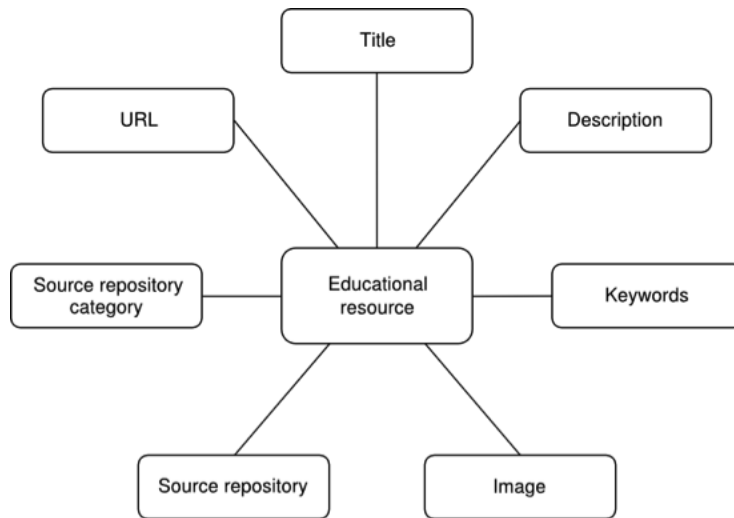 Title
URL
Description
Source repository
category
Educational
resource
Keywords
Source repository
Image